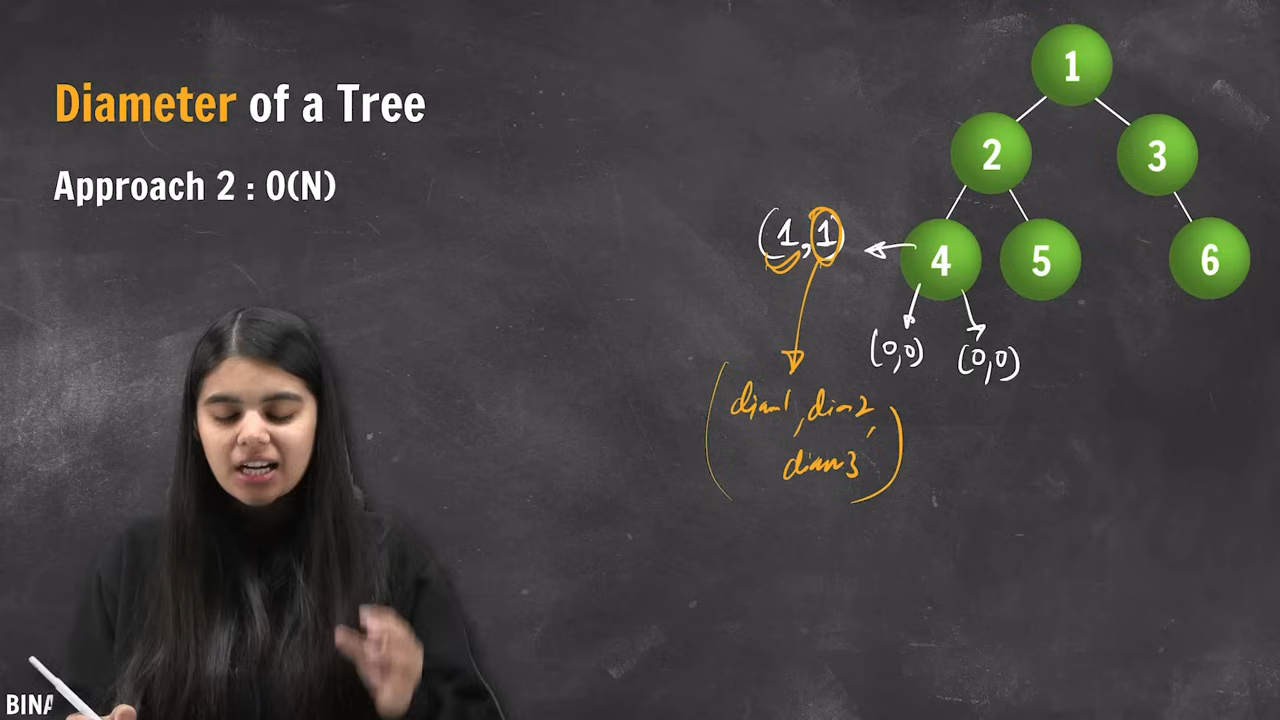 Diameter of a Tree
Approach 2 : O(N)
1
2
3
4
5
6
(1,1)
(0,0) (0,0)
(diam1, diam2,
diam3)
BINA